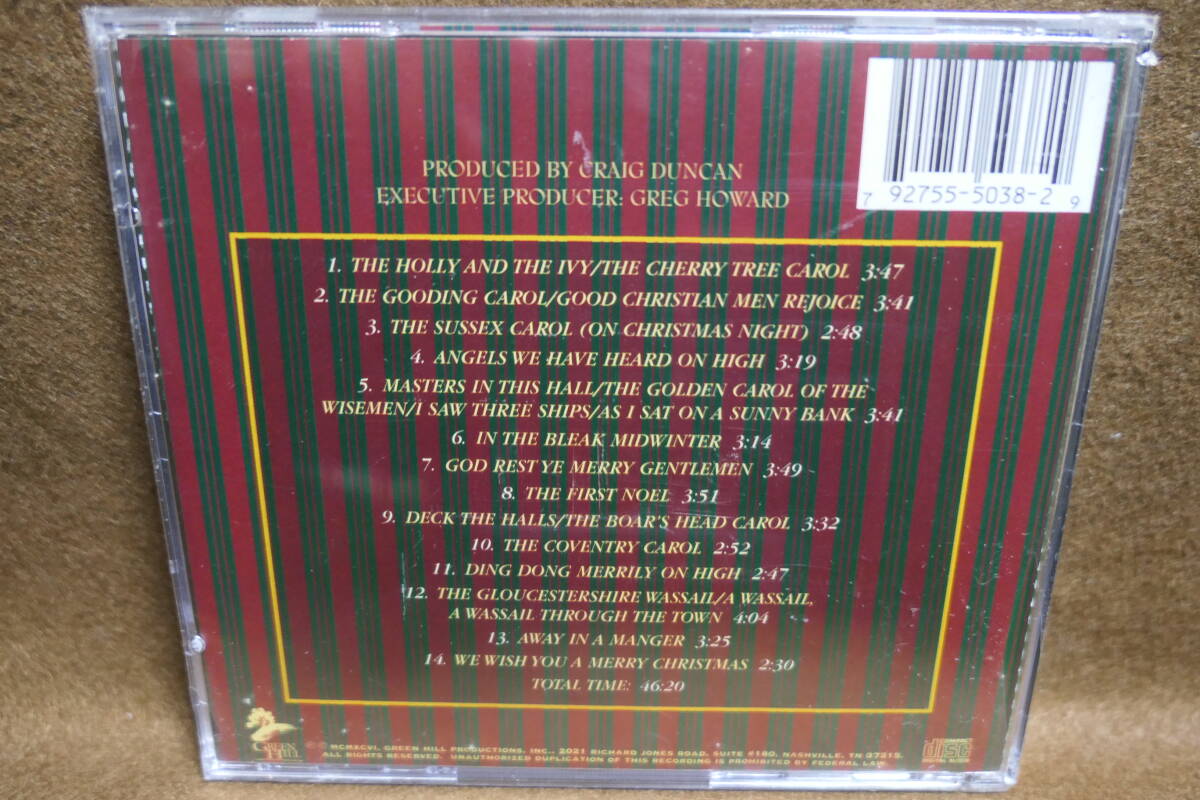 PRODUCED BY CRAIG DUNCAN
EXECUTIVE PRODUCER: GREG HOWARD
7 92755-5038-2 9
1. THE HOLLY AND THE IVY/THE CHERRY TREE CAROL 3:47
2. THE GOODING CAROL/GOOD CHRISTIAN MEN REJOICE 3:41
3. THE SUSSEX CAROL (ON CHRISTMAS NIGHT) 2:48
4. ANGELS WE HAVE HEARD ON HIGH 3:19
5. MASTERS IN THIS HALL/THE GOLDEN CAROL OF THE
WISEMEN/I SAW THREE SHIPS/AS I SAT ON A SUNNY BANK 3:41
6. IN THE BLEAK MIDWINTER 3:14
7. GOD REST YE MERRY GENTLEMEN 3:49
8. THE FIRST NOEL 3:51
9. DECK THE HALLS/THE BOAR'S HEAD CAROL 3:32
10. THE COVENTRY CAROL 2:52
11. DING DONG MERRILY ON HIGH 2:47
12. THE GLOUCESTERSHIRE WASSAIL/A WASSAIL,
A WASSAIL THROUGH THE TOWN 4:04
13. AWAY IN A MANGER 3:25
14. WE WISH YOU A MERRY CHRISTMAS 2:30
TOTAL TIME: 46:20
GREEN HILL
℗© MCMXCVI, GREEN HILL PRODUCTIONS, INC., 2021 RICHARD JONES ROAD, SUITE #180, NASHVILLE, TN 37215.
ALL RIGHTS RESERVED. UNAUTHORIZED DUPLICATION OF THIS RECORDING IS PROHIBITED BY FEDERAL LAW.
COMPACT
disc
DIGITAL AUDIO